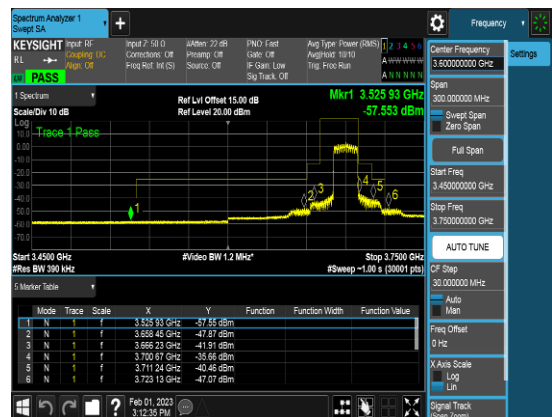 Spectrum Analyzer 1
Swept SA
+
Frequency
KEYSIGHT Input: RF Input Z: 50 Ω #Atten: 22 dB PNO: Fast Avg Type: Power (RMS) 1 2 3 4 5 6
RL Coupling: DC Corrections: Off Preamp: Off Gate: Off Avg|Hold: 10/10 A W W W W W
Align: Off Freq Ref: Int (S) Source: Off IF Gain: Low Trig: Free Run
Sig Track: Off A N N N N N
PASS
1 Spectrum
Scale/Div 10 dB
Ref Lvl Offset 15.00 dB
Ref Level 20.00 dBm
Mkr1 3.525 93 GHz
-57.553 dBm
Log
Trace 1 Pass
10.0
0.00
-10.0
-20.0
-30.0
-40.0
-50.0
-60.0
-70.0
1
2
3
4
5
6
Start 3.4500 GHz #Video BW 1.2 MHz* Stop 3.7500 GHz
#Res BW 390 kHz #Sweep ~1.00 s (30001 pts)
5 Marker Table
Mode Trace Scale X Y Function Function Width Function Value
1 N 1 f 3.525 93 GHz -57.55 dBm
2 N 1 f 3.658 45 GHz -47.87 dBm
3 N 1 f 3.666 23 GHz -41.91 dBm
4 N 1 f 3.700 67 GHz -35.66 dBm
5 N 1 f 3.711 24 GHz -40.46 dBm
6 N 1 f 3.723 13 GHz -47.07 dBm
Feb 01, 2023
3:12:35 PM
?
Center Frequency
3.600000000 GHz
Settings
Span
300.000000 MHz
Swept Span
Zero Span
Full Span
Start Freq
3.450000000 GHz
Stop Freq
3.750000000 GHz
AUTO TUNE
CF Step
30.000000 MHz
Auto
Man
Freq Offset
0 Hz
X Axis Scale
Log
Lin
Signal Track
(Span Zoom)